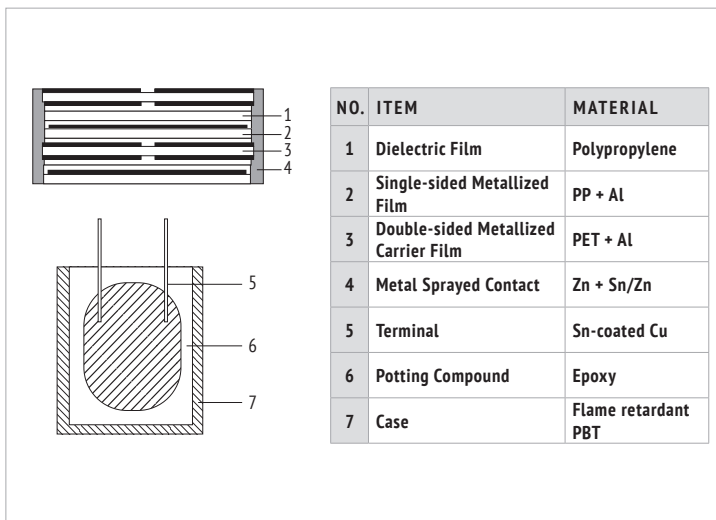 1
2
3
4
5
6
7
NO. ITEM MATERIAL
1 Dielectric Film Polypropylene
2 Single-sided Metallized Film PP + Al
3 Double-sided Metallized Carrier Film PET + Al
4 Metal Sprayed Contact Zn + Sn/Zn
5 Terminal Sn-coated Cu
6 Potting Compound Epoxy
7 Case Flame retardant PBT